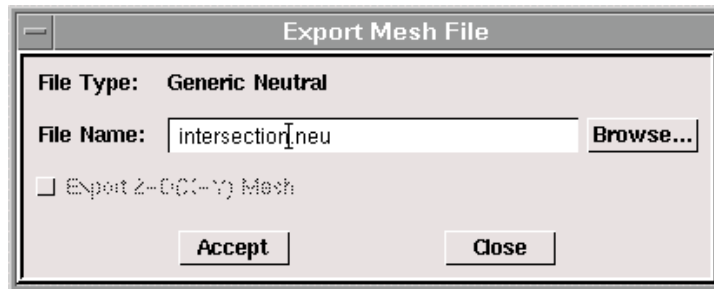 Export Mesh File
File Type: Generic Neutral
File Name: intersection.neu Browse...
Export 2-D(X-Y) Mesh
Accept Close